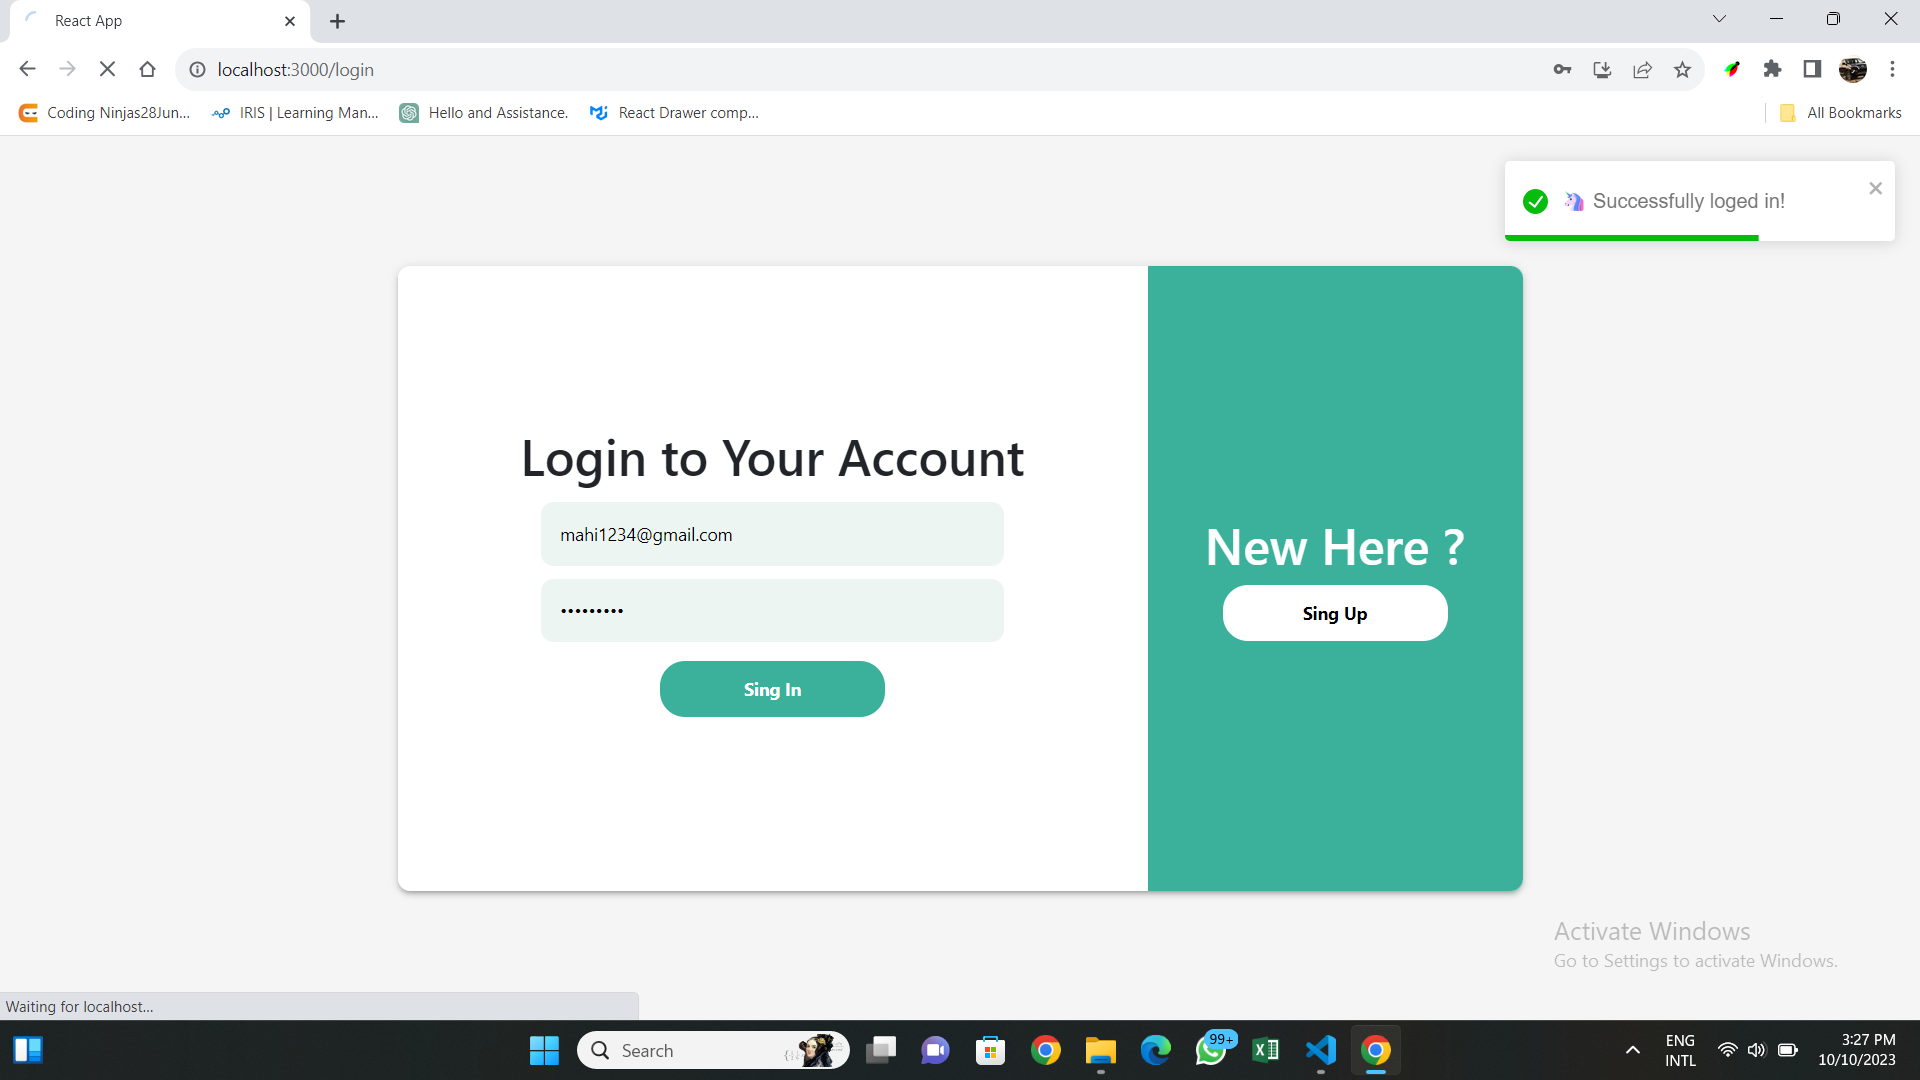 React App
localhost:3000/login
Coding Ninjas28Jun...
IRIS | Learning Man...
Hello and Assistance.
React Drawer comp...
All Bookmarks
Successfully loged in!
Login to Your Account
mahi1234@gmail.com
•••••••••
Sing In
New Here ?
Sing Up
Activate Windows
Go to Settings to activate Windows.
Waiting for localhost...
Search
99+
ENG
INTL
3:27 PM
10/10/2023